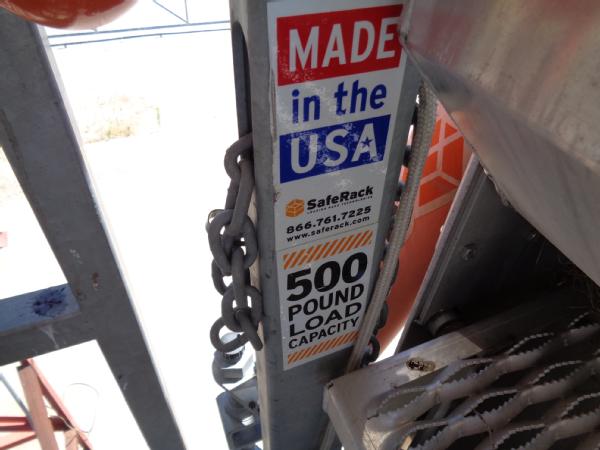 MADE
in the
USA
SafeRack
866.761.7225
www.saferack.com
500
POUND
LOAD
CAPACITY